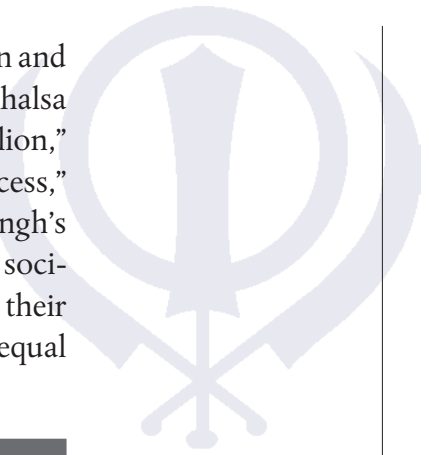 n and
halsa
lion,”
cess,”
ngh’s
soci-
their
equal